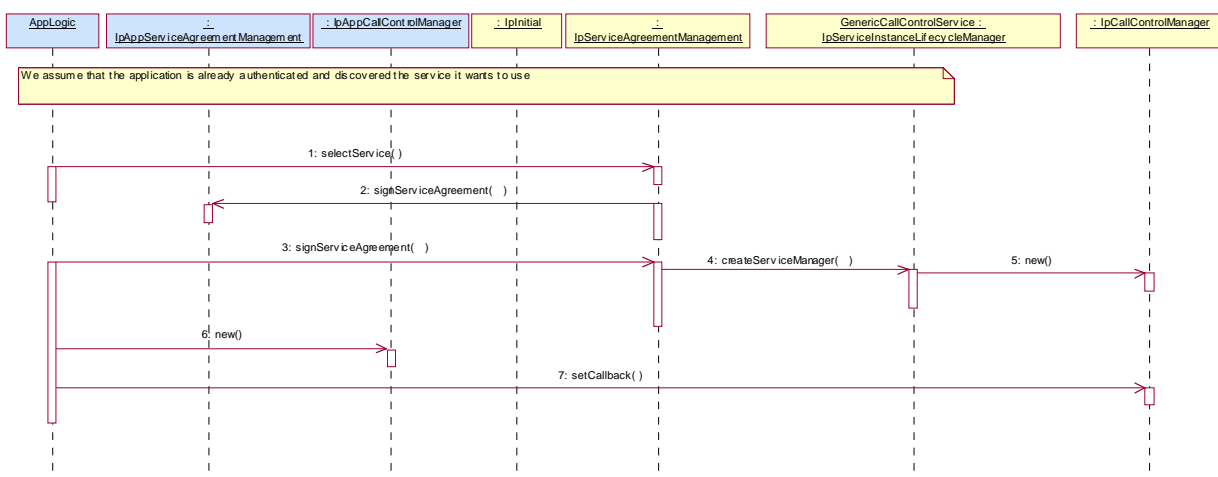 AppLogic
:
IpAppServiceAgreementManagement
: IpAppCallControlManager
: IpInitial
:
IpServiceAgreementManagement
GenericCallControlService :
IpServiceInstanceLifecycleManager
: IpCallControlManager
We assume that the application is already authenticated and discovered the service it wants to use
1: selectService( )
2: signServiceAgreement( )
3: signServiceAgreement( )
4: createServiceManager( )
5: new()
6: new()
7: setCallback( )